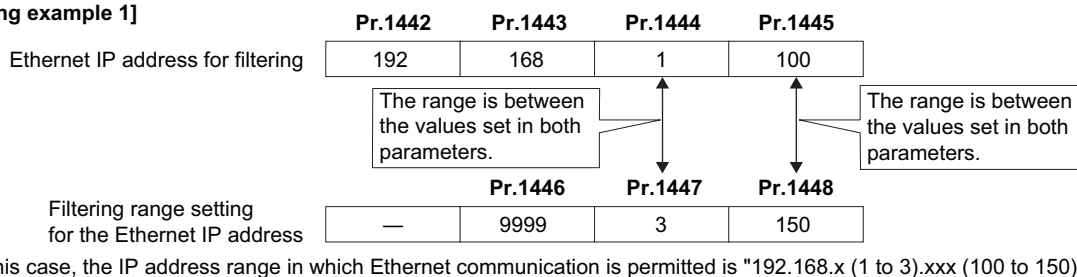 ng example 1]
Pr.1442 Pr.1443 Pr.1444 Pr.1445
Ethernet IP address for filtering 192 168 1 100
The range is between
the values set in both
parameters.
The range is between
the values set in both
parameters.
Pr.1446 Pr.1447 Pr.1448
Filtering range setting
for the Ethernet IP address
— 9999 3 150
his case, the IP address range in which Ethernet communication is permitted is "192.168.x (1 to 3).xxx (100 to 150)